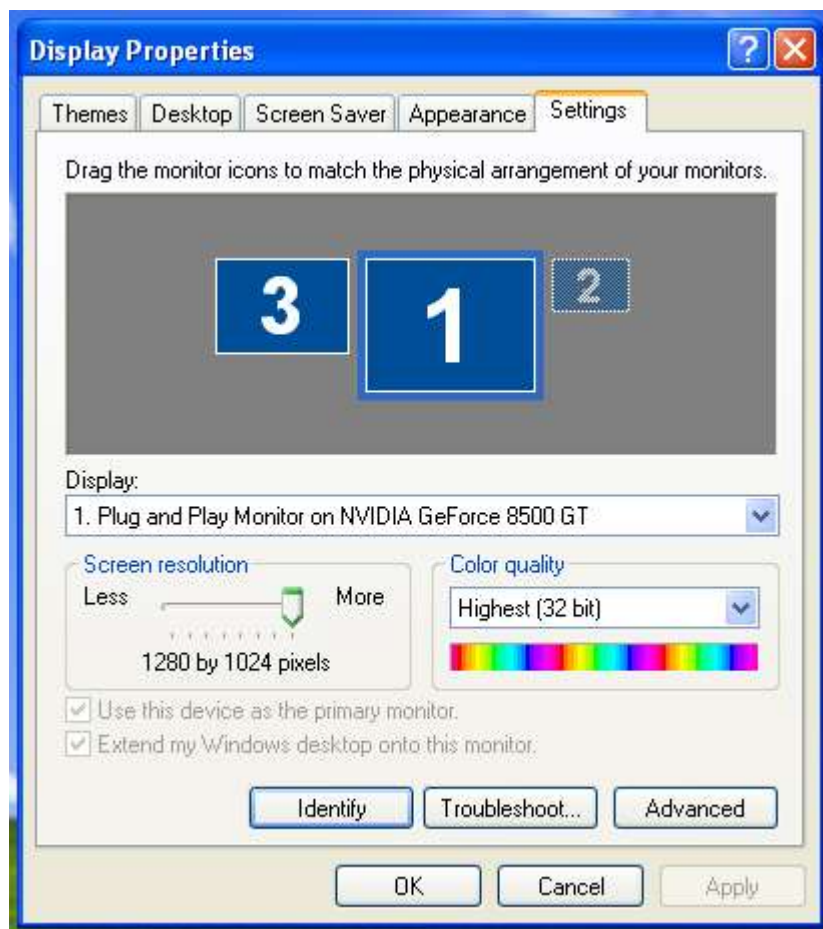 Display Properties
Themes Desktop Screen Saver Appearance Settings
Drag the monitor icons to match the physical arrangement of your monitors.
3 1 2
Display:
1. Plug and Play Monitor on NVIDIA GeForce 8500 GT
Screen resolution Color quality
Less More Highest (32 bit)
1280 by 1024 pixels
Use this device as the primary monitor.
Extend my Windows desktop onto this monitor.
Identify Troubleshoot... Advanced
OK Cancel Apply